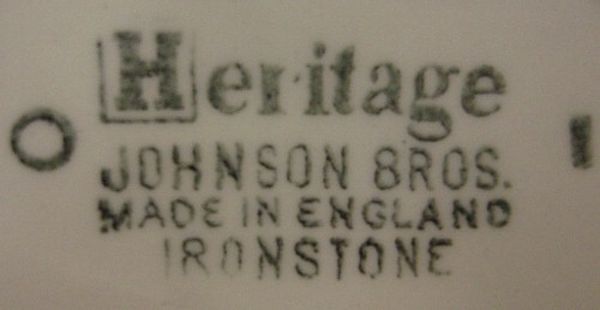 Heritage
O JOHNSON BROS. I
MADE IN ENGLAND
IRONSTONE